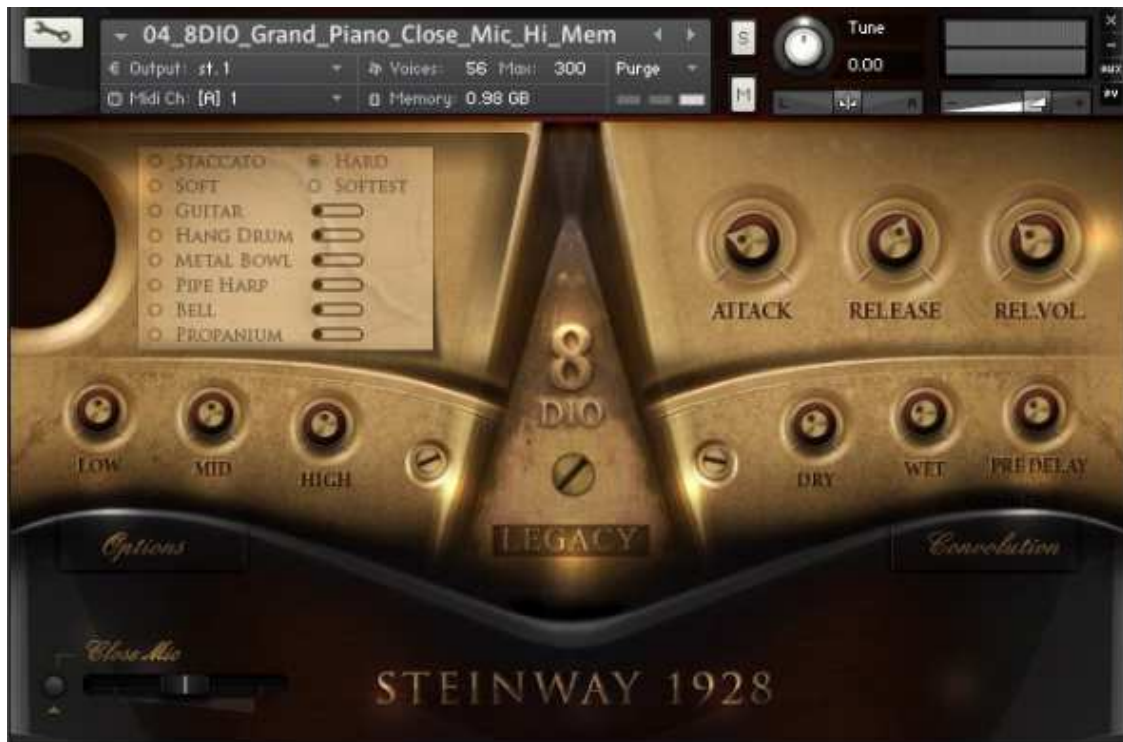 04_8DIO_Grand_Piano_Close_Mic_Hi_Mem
S
Tune
Output: st. 1
Voices: 56 Max: 300
Purge
0.00
Midi Ch: [A] 1
Memory: 0.98 GB
M
L R
- +
aux
pv
STACCATO HARD
SOFT SOFTEST
GUITAR
HANG DRUM
METAL BOWL
PIPE HARP
BELL
PROPANIUM
ATTACK RELEASE REL.VOL.
8
DIO
LOW MID HIGH
DRY WET PRE DELAY
LEGACY
Options
Convolution
Close Mic
STEINWAY 1928